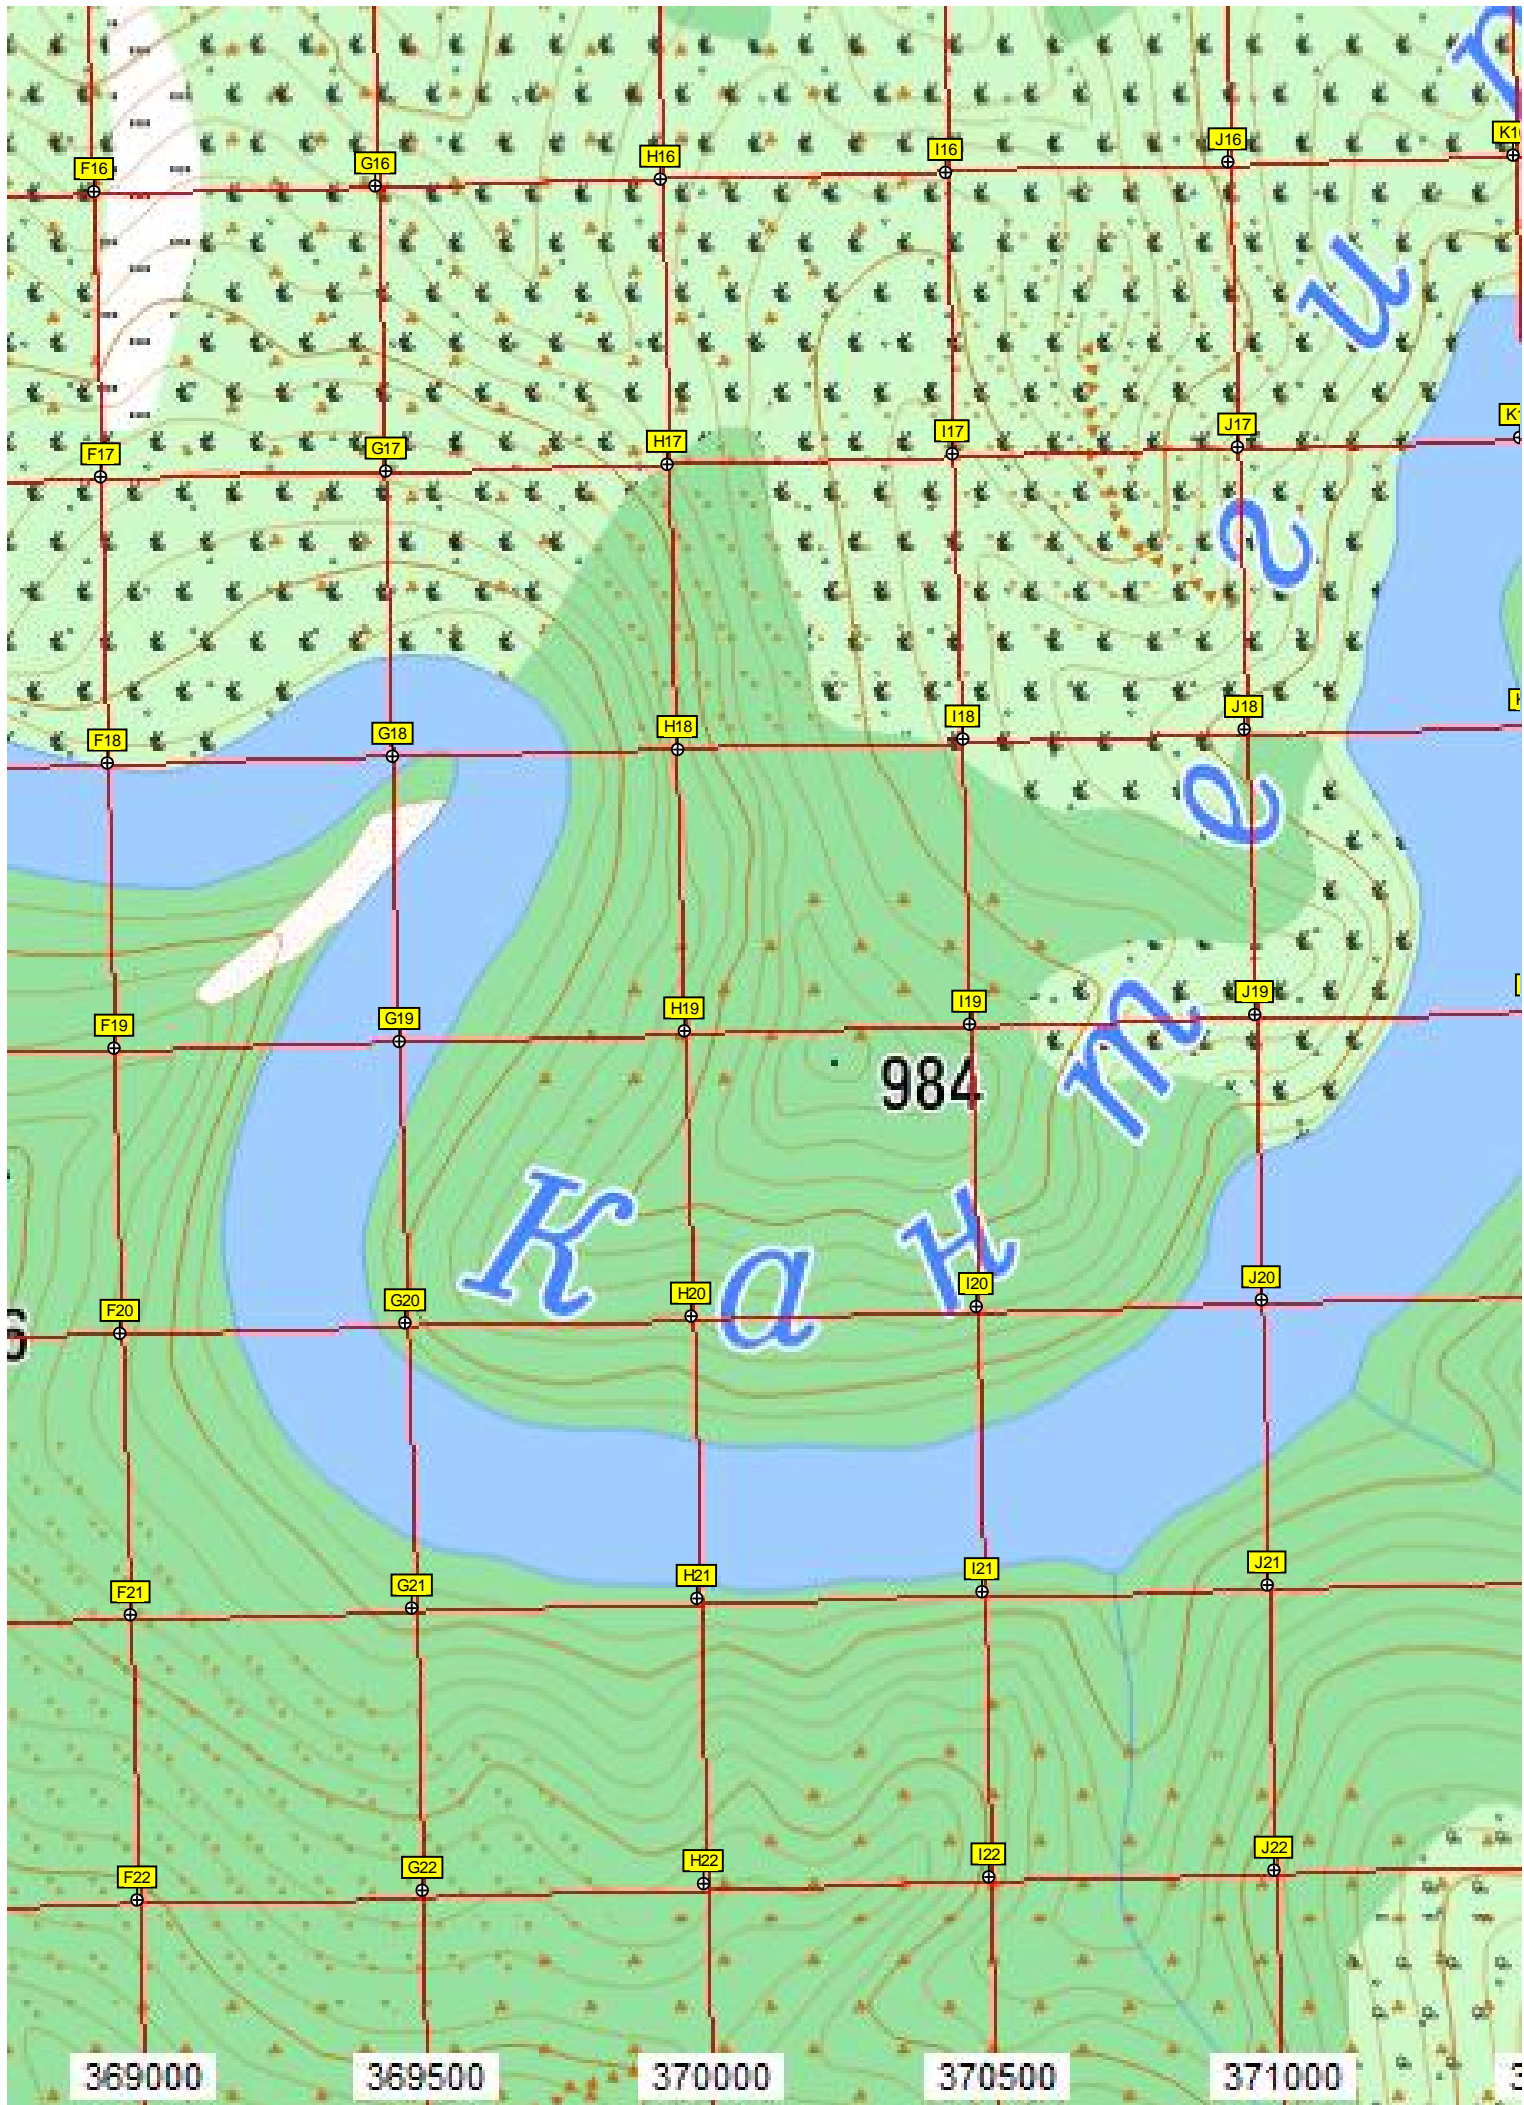 F16 G16 H16 I16 J16
F17 G17 H17 I17 J17
F18 G18 H18 I18 J18
F19 G19 H19 I19 J19
984
Канмеги
F20 G20 H20 I20 J20
F21 G21 H21 I21 J21
F22 G22 H22 I22 J22
369000 369500 370000 370500 371000